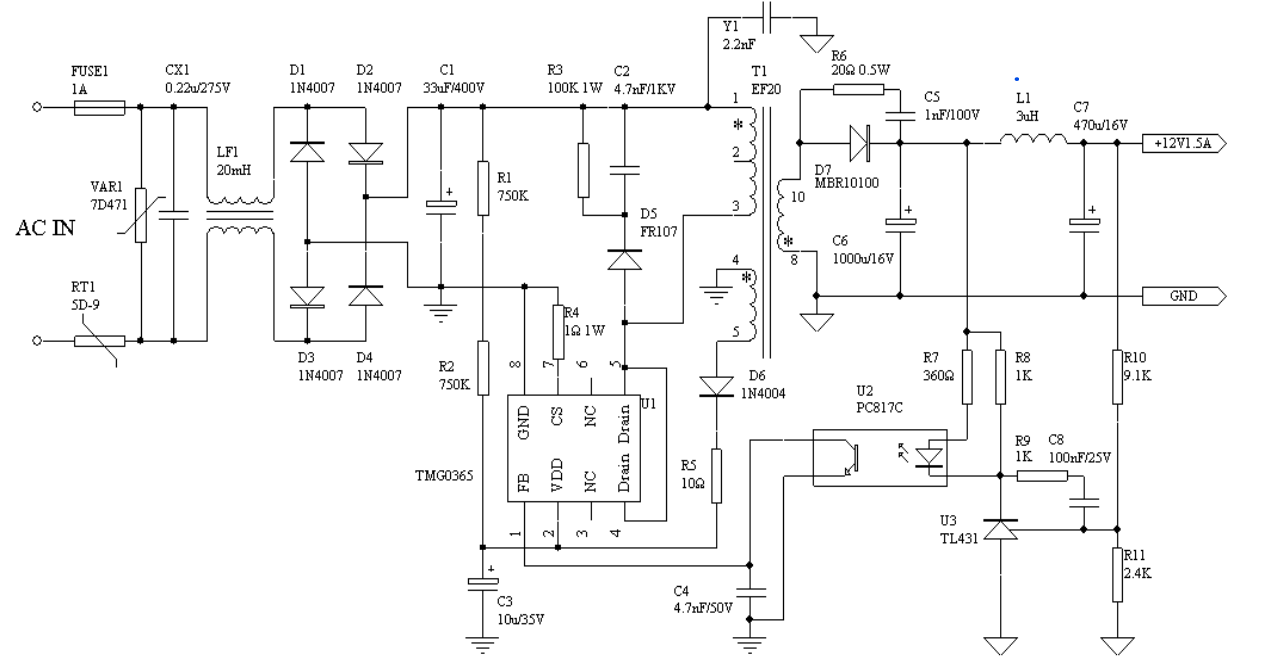 Y1
2.2nF
R6
20Ω 0.5W
FUSE1
1A
CX1
0.22u/275V
D1
1N4007
D2
1N4007
C1
33uF/400V
R3
100K 1W
C2
4.7nF/1KV
T1
EF20
C5
1nF/100V
L1
3uH
C7
470u/16V
+12V1.5A
LF1
20mH
VAR1
7D471
AC IN
R1
750K
1
*
2
3
D5
FR107
D7
MBR10100
10
*
8
C6
1000u/16V
4
*
5
RT1
5D-9
GND
R4
1Ω 1W
D3
1N4007
D4
1N4007
R2
750K
8
7
6
5
U1
GND
CS
NC
Drain
FB
VDD
NC
Drain
TMG0365
1
2
3
4
D6
1N4004
R5
10Ω
R7
360Ω
R8
1K
R10
9.1K
U2
PC817C
R9
1K
C8
100nF/25V
U3
TL431
R11
2.4K
C3
10u/35V
C4
4.7nF/50V